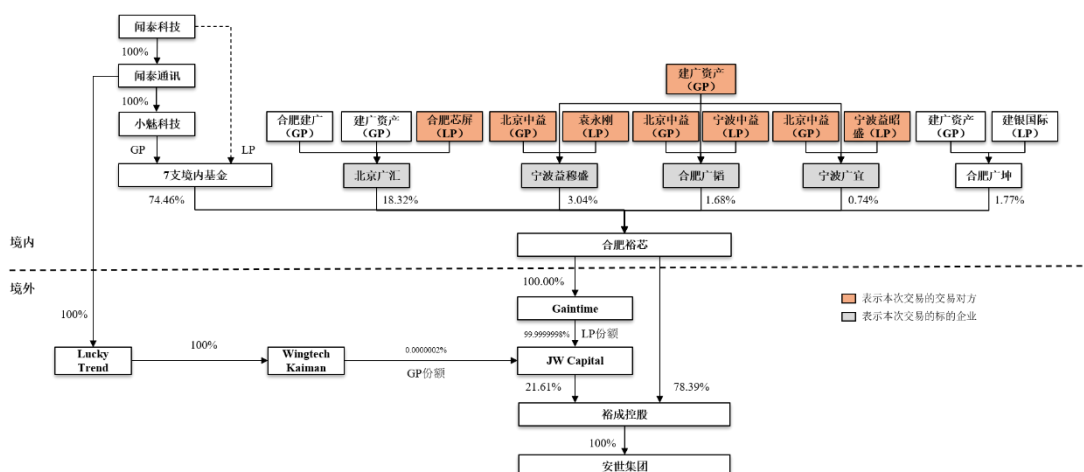 闻泰科技
100%
闻泰通讯
100%
小魅科技
GP
LP
7支境内基金
74.46%
建广资产
（GP）
合肥建广
（GP）
建广资产
（GP）
合肥芯屏
（LP）
北京中益
（GP）
袁永刚
（LP）
北京中益
（GP）
宁波中益
（LP）
北京中益
（GP）
宁波益昭
盛（LP）
建广资产
（GP）
建银国际
（LP）
北京广汇
宁波益穆盛
合肥广韬
宁波广宜
合肥广坤
18.32%
3.04%
1.68%
0.74%
1.77%
合肥裕芯
境内
境外
100.00%
Gaintime
99.9999998%
LP份额
表示本次交易的交易对方
表示本次交易的标的企业
100%
Lucky
Trend
100%
Wingtech
Kaiman
0.0000002%
GP份额
JW Capital
21.61%
78.39%
裕成控股
100%
安世集团